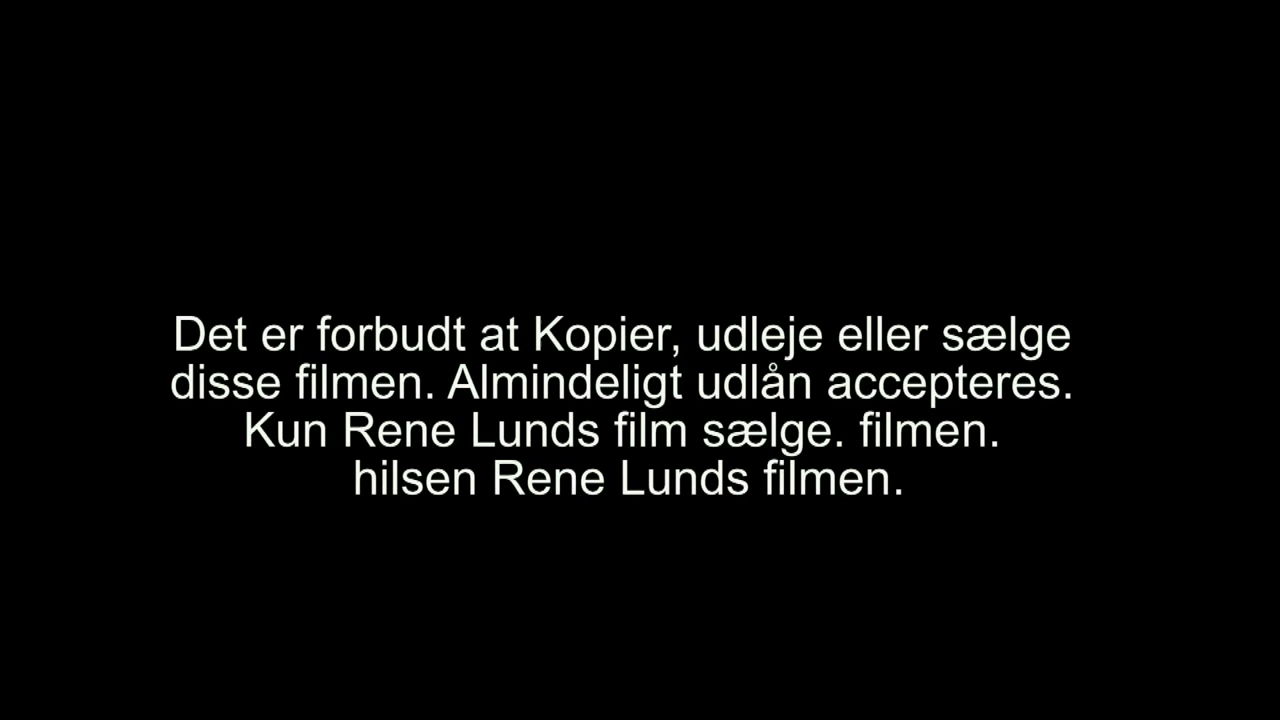 Det er forbudt at Kopier, udleje eller sælge
disse filmen. Almindeligt udlån accepteres.
Kun Rene Lunds film sælge. filmen.
hilsen Rene Lunds filmen.